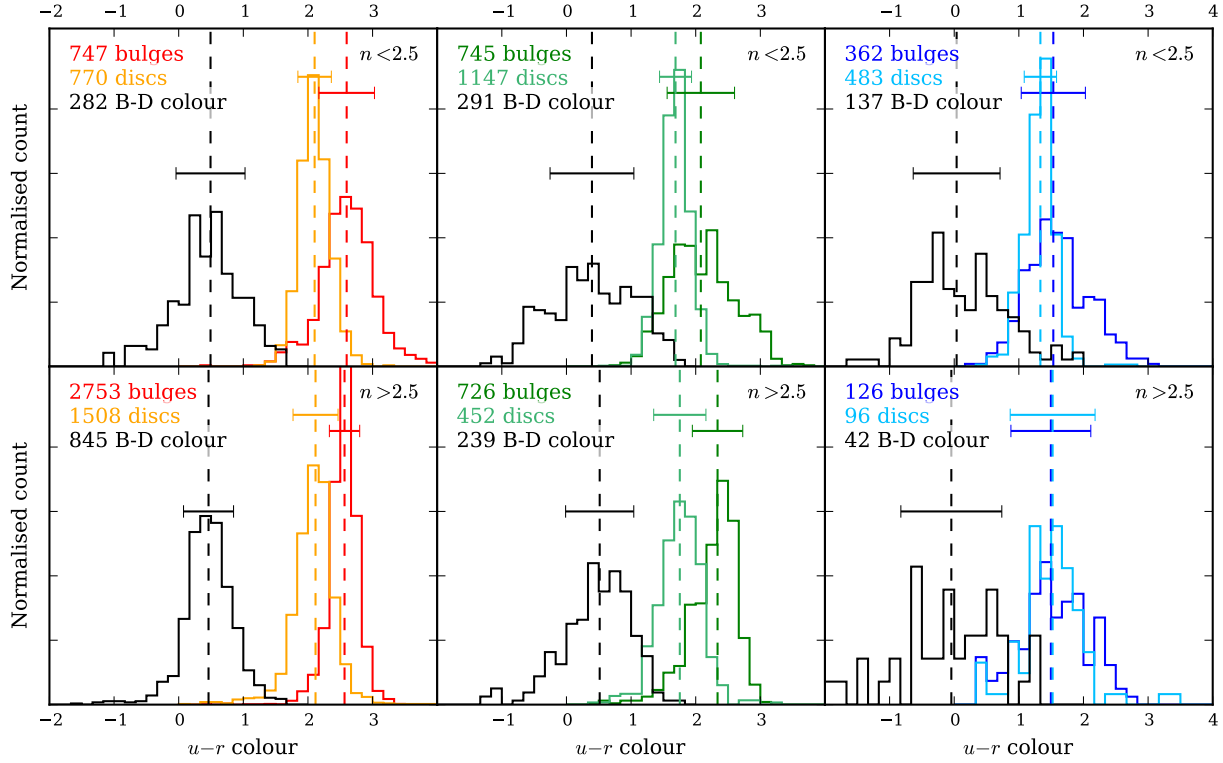 −2 −1 0 1 2 3 −1 0 1 2 3 −1 0 1 2 3 4
747 bulges
770 discs
282 B-D colour
n<2.5
745 bulges
1147 discs
291 B-D colour
n<2.5
362 bulges
483 discs
137 B-D colour
n<2.5
Normalised count
2753 bulges
1508 discs
845 B-D colour
n>2.5
726 bulges
452 discs
239 B-D colour
n>2.5
126 bulges
96 discs
42 B-D colour
n>2.5
Normalised count
−2 −1 0 1 2 3 −1 0 1 2 3 −1 0 1 2 3 4
u−r colour
u−r colour
u−r colour